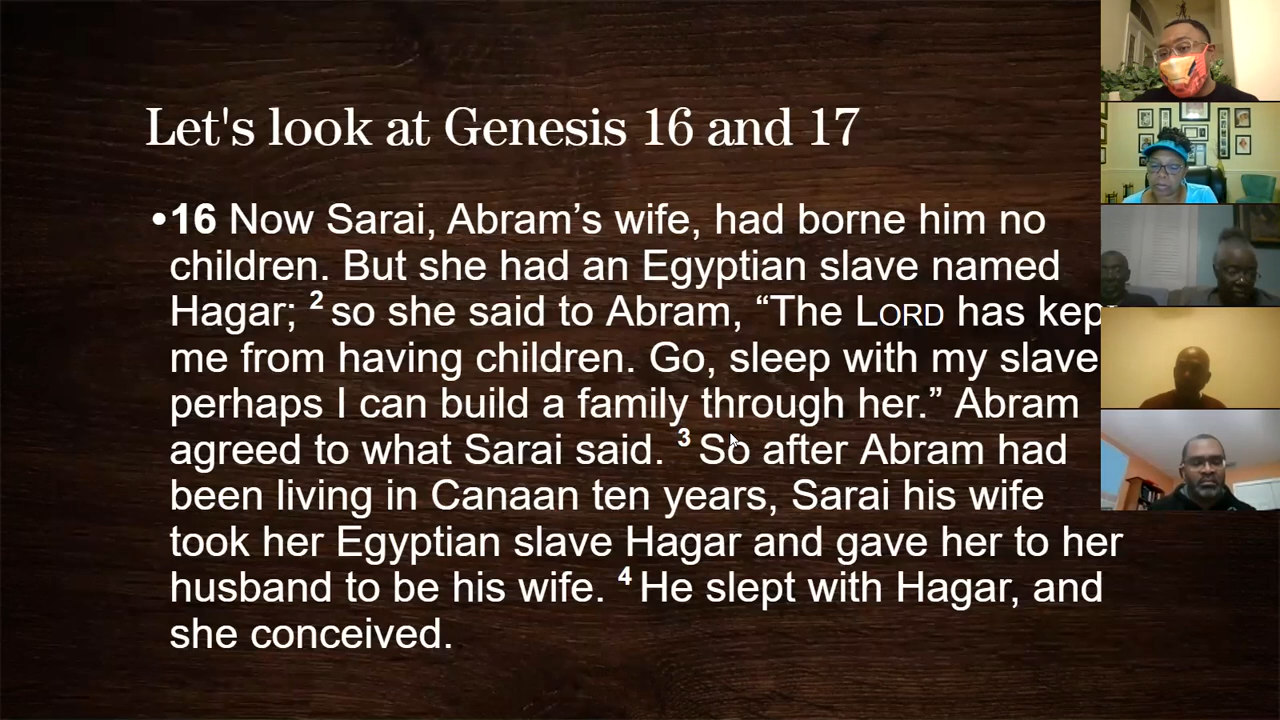 Let's look at Genesis 16 and 17
•16 Now Sarai, Abram’s wife, had borne him no
children. But she had an Egyptian slave named
Hagar; 2 so she said to Abram, “The LORD has kep
me from having children. Go, sleep with my slave
perhaps I can build a family through her.” Abram
agreed to what Sarai said. 3 So after Abram had
been living in Canaan ten years, Sarai his wife
took her Egyptian slave Hagar and gave her to her
husband to be his wife. 4 He slept with Hagar, and
she conceived.